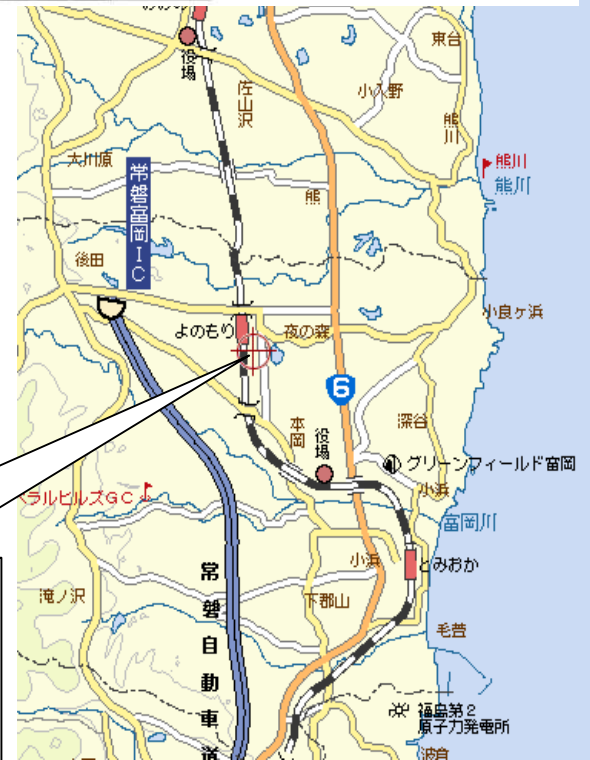 役場
東台
佐山沢
小入野
熊川
大川原
熊川
熊川
常磐富岡IC
熊
後田
小良ヶ浜
よのもり
夜の森
6
深谷
本岡
役場
グリーンフィールド富岡
ラルヒルズGC
小浜
富岡川
常磐自動車道
小浜
とみおか
滝ノ沢
下郡山
毛萱
福島第2
原子力発電所
波倉